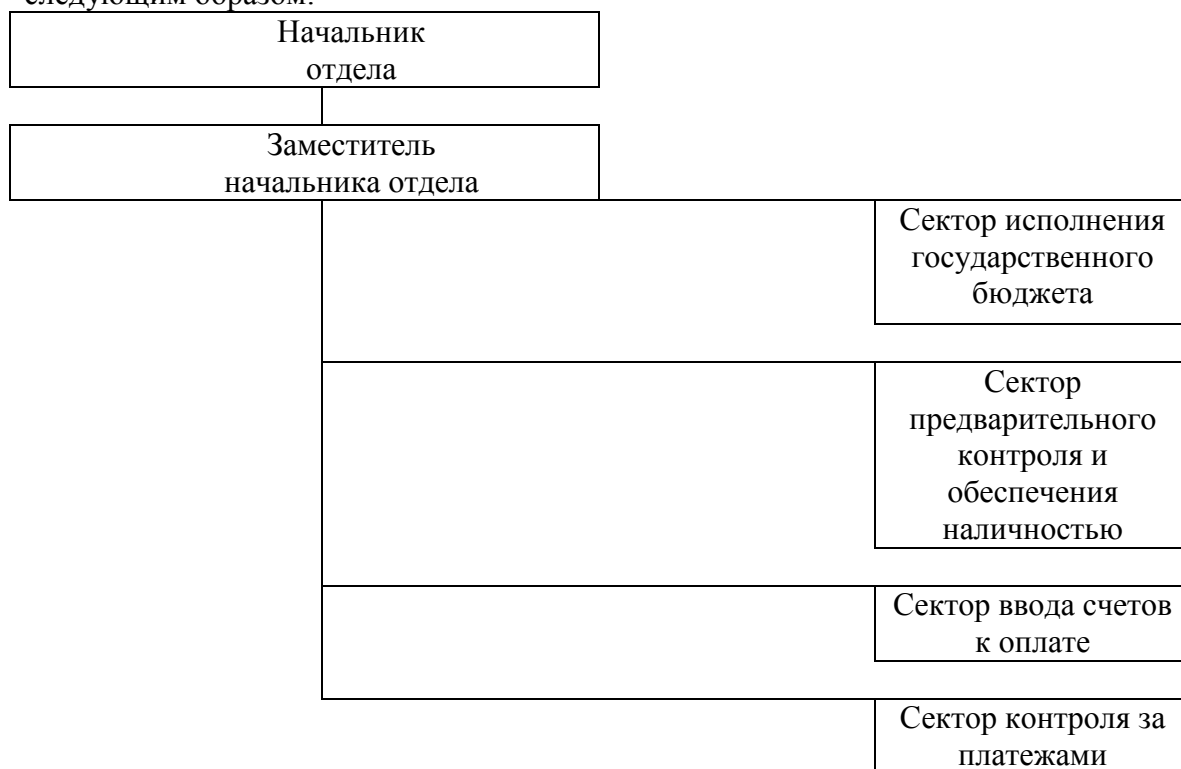 следующим образом:
Начальник
отдела
Заместитель
начальника отдела
Сектор исполнения
государственного
бюджета
Сектор
предварительного
контроля и
обеспечения
наличностью
Сектор ввода счетов
к оплате
Сектор контроля за
платежами